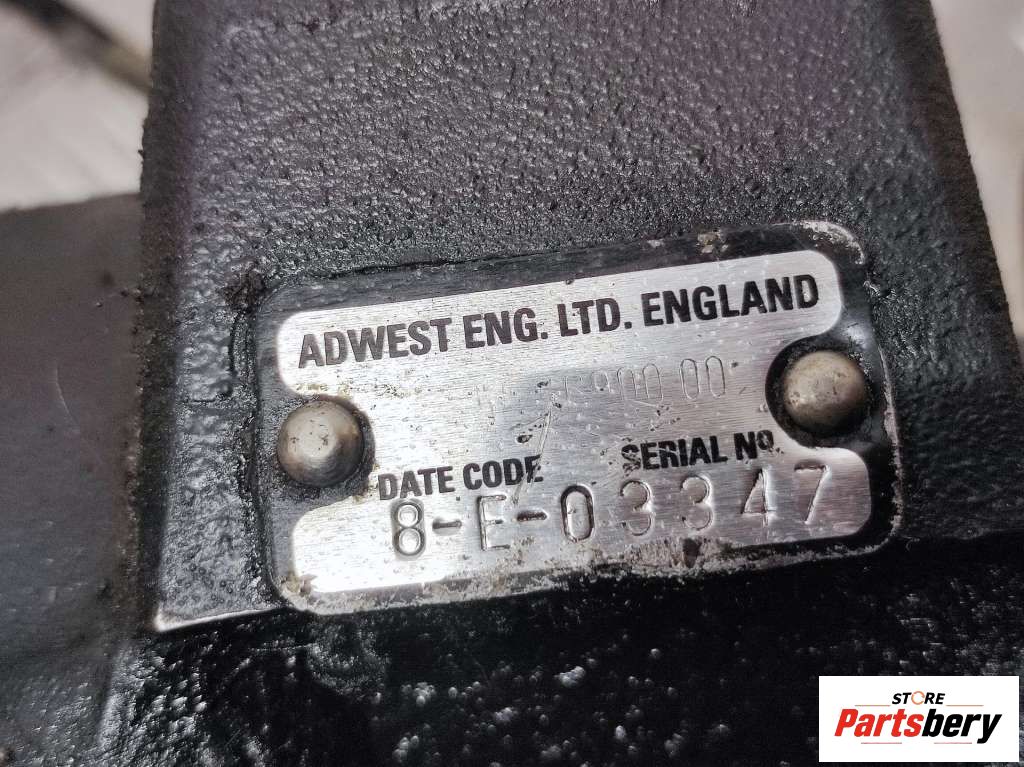 ADWEST ENG. LTD. ENGLAND
DATE CODE SERIAL NO.
8-E-03347
STORE
Partsbery